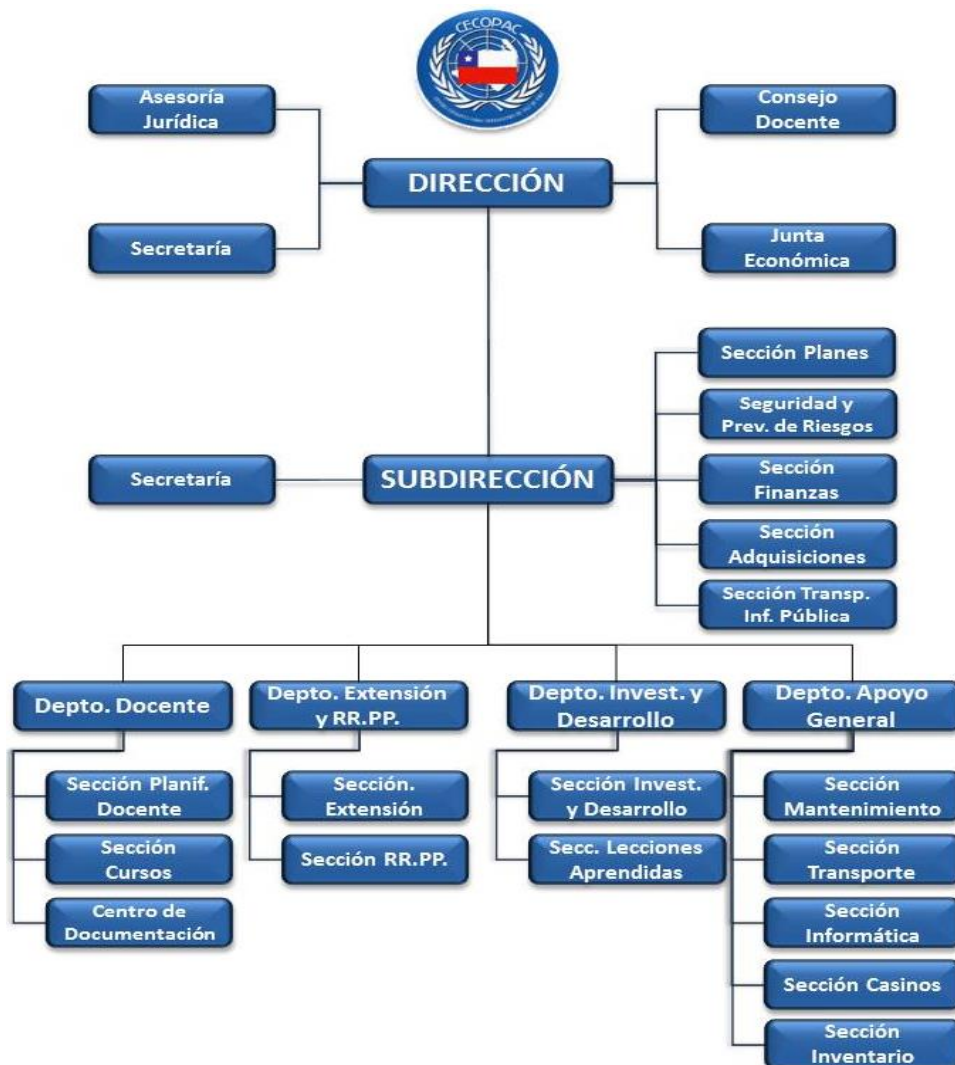 CECOPAC
Asesoría
Jurídica
Consejo
Docente
DIRECCIÓN
Secretaría
Junta
Económica
Sección Planes
Seguridad y
Prev. de Riesgos
Secretaría
SUBDIRECCIÓN
Sección
Finanzas
Sección
Adquisiciones
Sección Transp.
Inf. Pública
Depto. Docente
Sección Planif.
Docente
Sección
Cursos
Centro de
Documentación
Depto. Extensión
y RR.PP.
Sección.
Extensión
Sección RR.PP.
Depto. Invest. y
Desarrollo
Sección Invest.
y Desarrollo
Secc. Lecciones
Aprendidas
Depto. Apoyo
General
Sección
Mantenimiento
Sección
Transporte
Sección
Informática
Sección Casinos
Sección
Inventario